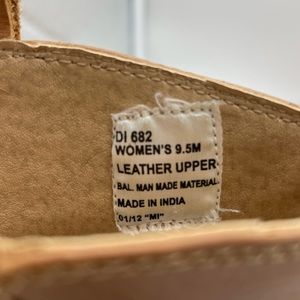 DI 682
WOMEN'S 9.5M
LEATHER UPPER
BAL. MAN MADE MATERIAL
MADE IN INDIA
01/12 "MI"